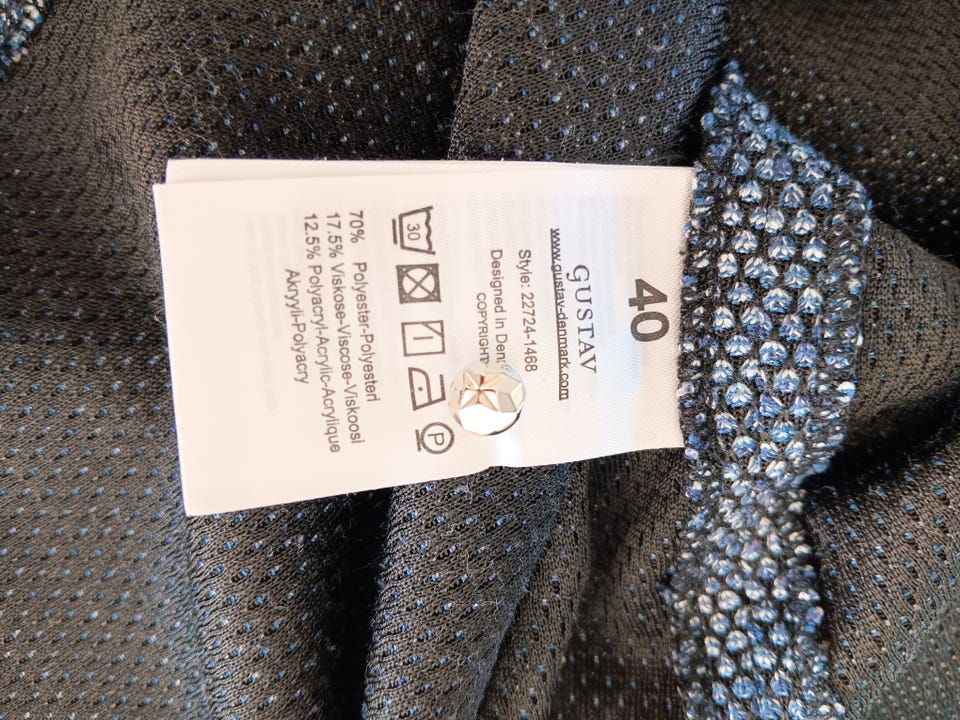 40
GUSTAV
www.gustav-denmark.com
Style: 22724-1468
Designed in Den
COPYRIGHT
30
P
70% Polyester-Polyesteri
17.5% Viskose-Viscose-Viskoosi
12.5% Polyacryl-Acrylic-Acrylique
Akryyli-Polyacry